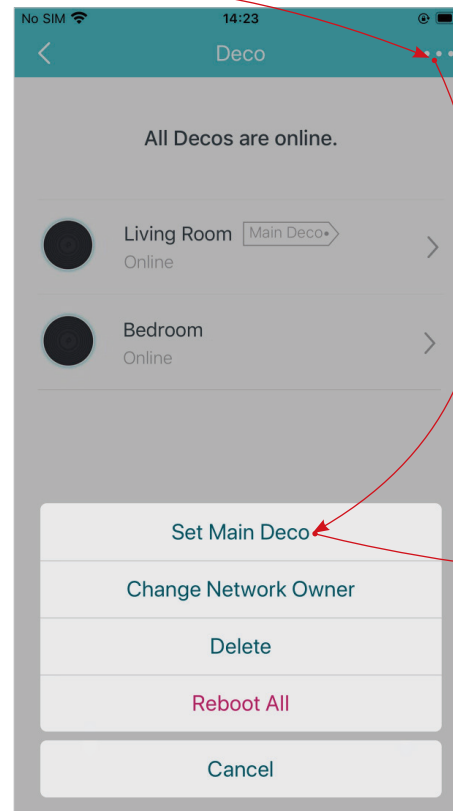 No SIM 14:23
Deco
All Decos are online.
Living Room Main Deco
Online
Bedroom
Online
Set Main Deco
Change Network Owner
Delete
Reboot All
Cancel